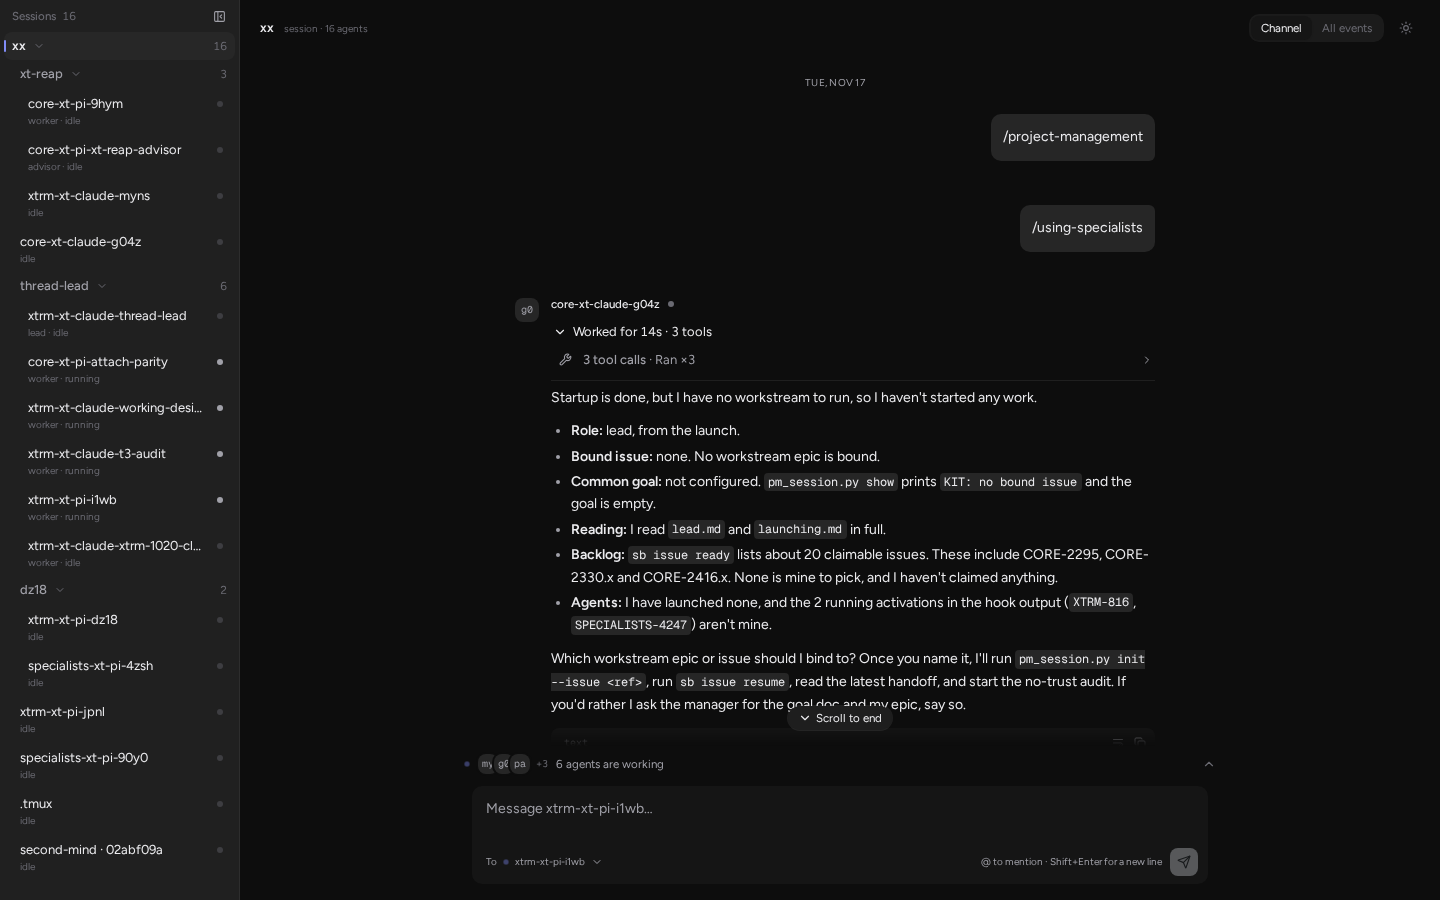 Sessions 16
xx 16
xt-reap 3
core-xt-pi-9hym
worker · idle
core-xt-pi-xt-reap-advisor
advisor · idle
xtrm-xt-claude-myns
idle
core-xt-claude-g04z
idle
thread-lead 6
xtrm-xt-claude-thread-lead
lead · idle
core-xt-pi-attach-parity
worker · running
xtrm-xt-claude-working-desi...
worker · running
xtrm-xt-claude-t3-audit
worker · running
xtrm-xt-pi-i1wb
worker · running
xtrm-xt-claude-xtrm-1020-cl...
worker · idle
dz18 2
xtrm-xt-pi-dz18
idle
specialists-xt-pi-4zsh
idle
xtrm-xt-pi-jpnl
idle
specialists-xt-pi-90y0
idle
.tmux
idle
second-mind · 02abf09a
idle
xx session · 16 agents
Channel All events
TUE, NOV 17
/project-management
/using-specialists
g0 core-xt-claude-g04z
Worked for 14s · 3 tools
3 tool calls · Ran ×3
Startup is done, but I have no workstream to run, so I haven't started any work.
• Role: lead, from the launch.
• Bound issue: none. No workstream epic is bound.
• Common goal: not configured. pm_session.py show prints KIT: no bound issue and the
goal is empty.
• Reading: I read lead.md and launching.md in full.
• Backlog: sb issue ready lists about 20 claimable issues. These include CORE-2295, CORE-
2330.x and CORE-2416.x. None is mine to pick, and I haven't claimed anything.
• Agents: I have launched none, and the 2 running activations in the hook output (XTRM-816,
SPECIALISTS-4247) aren't mine.
Which workstream epic or issue should I bind to? Once you name it, I'll run pm_session.py init
--issue <ref>, run sb issue resume, read the latest handoff, and start the no-trust audit. If
you'd rather I ask the manager for the goal doc and my epic, say so.
Scroll to end
text
my g0 pa +3 6 agents are working
Message xtrm-xt-pi-i1wb...
To xtrm-xt-pi-i1wb
@ to mention · Shift+Enter for a new line